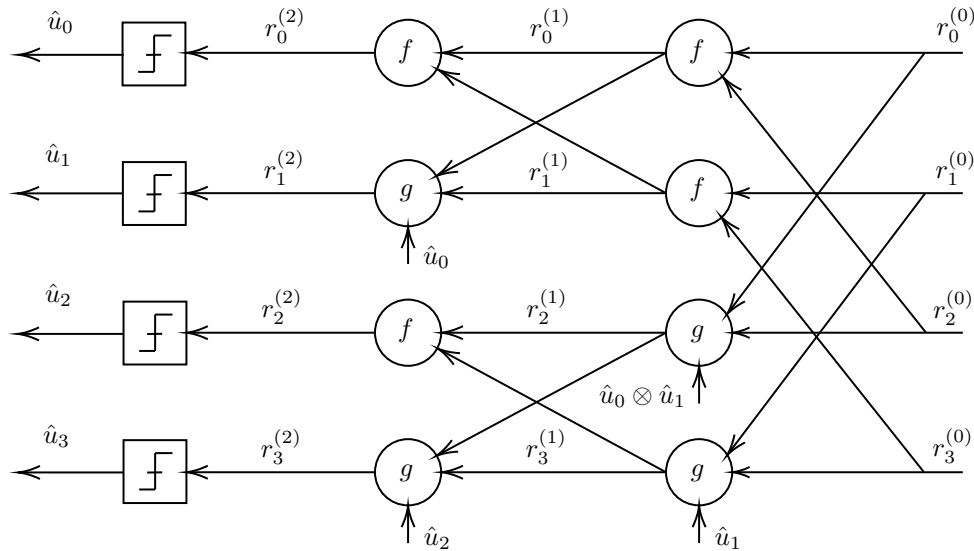 û₀ r₀⁽²⁾ f r₀⁽¹⁾ f r₀⁽⁰⁾
û₁ r₁⁽²⁾ g r₁⁽¹⁾ f r₁⁽⁰⁾
û₀
û₂ r₂⁽²⁾ f r₂⁽¹⁾ g r₂⁽⁰⁾
û₀ ⊗ û₁
û₃ r₃⁽²⁾ g r₃⁽¹⁾ g r₃⁽⁰⁾
û₂ û₁